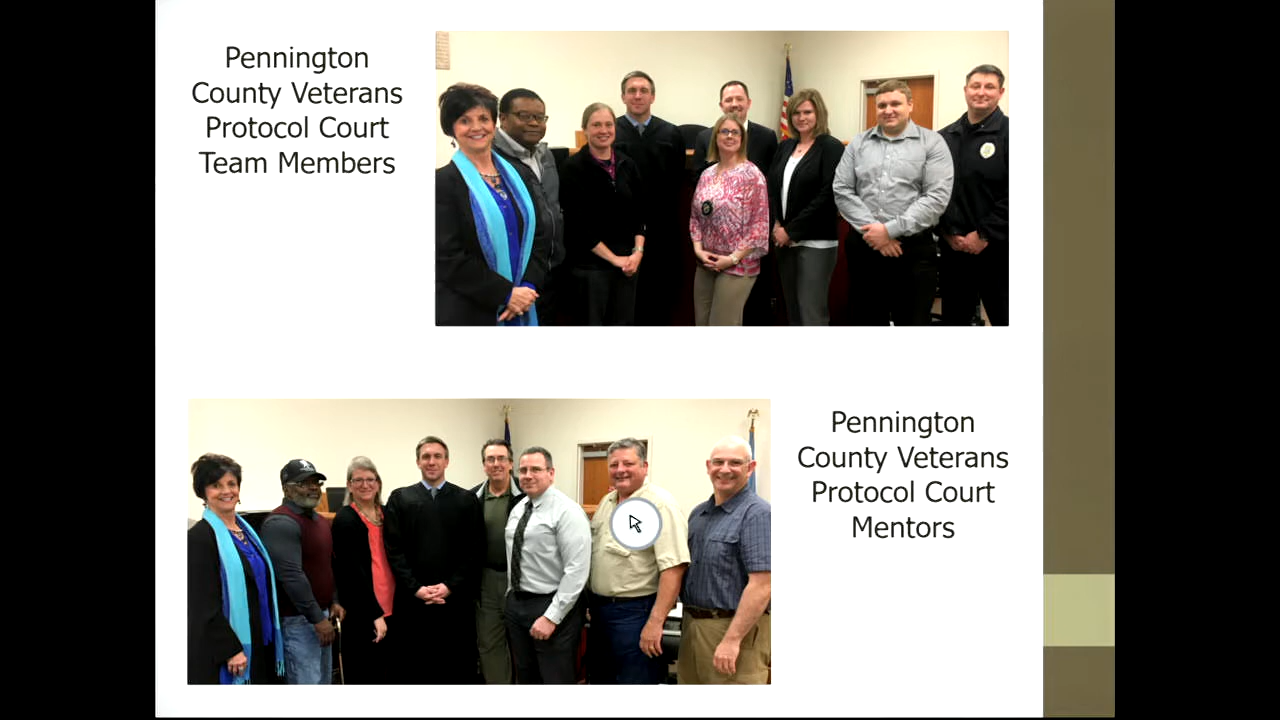 Pennington
County Veterans
Protocol Court
Team Members
Pennington
County Veterans
Protocol Court
Mentors